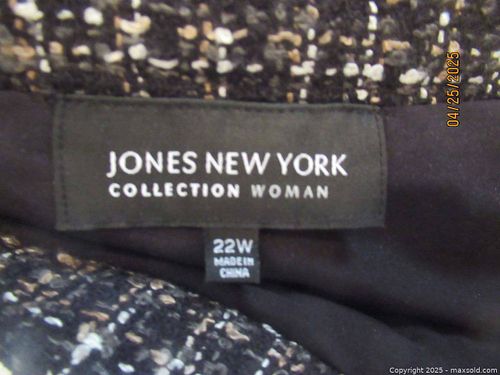 04/25/2025
JONES NEW YORK
COLLECTION WOMAN
22W
MADE IN
CHINA
Copyright 2025 - maxsold.com